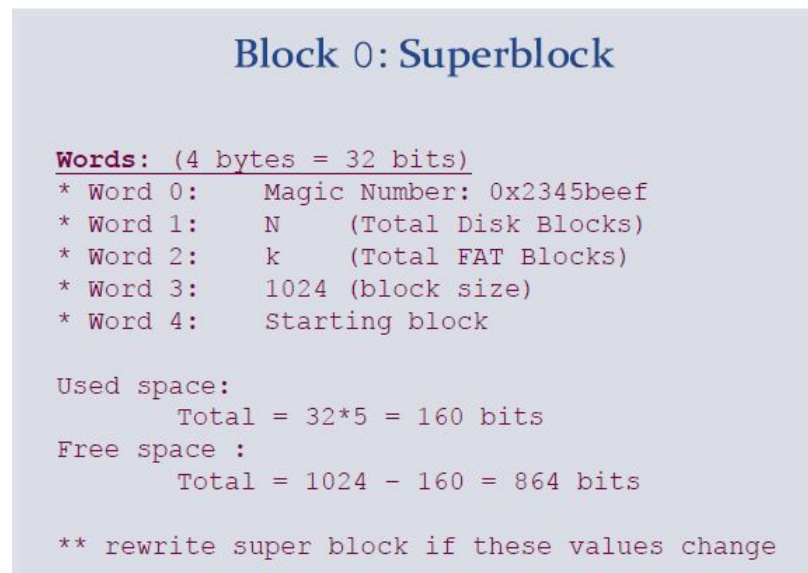 Block 0: Superblock
Words: (4 bytes = 32 bits)
* Word 0: Magic Number: 0x2345beef
* Word 1: N (Total Disk Blocks)
* Word 2: k (Total FAT Blocks)
* Word 3: 1024 (block size)
* Word 4: Starting block
Used space:
Total = 32*5 = 160 bits
Free space :
Total = 1024 - 160 = 864 bits
** rewrite super block if these values change